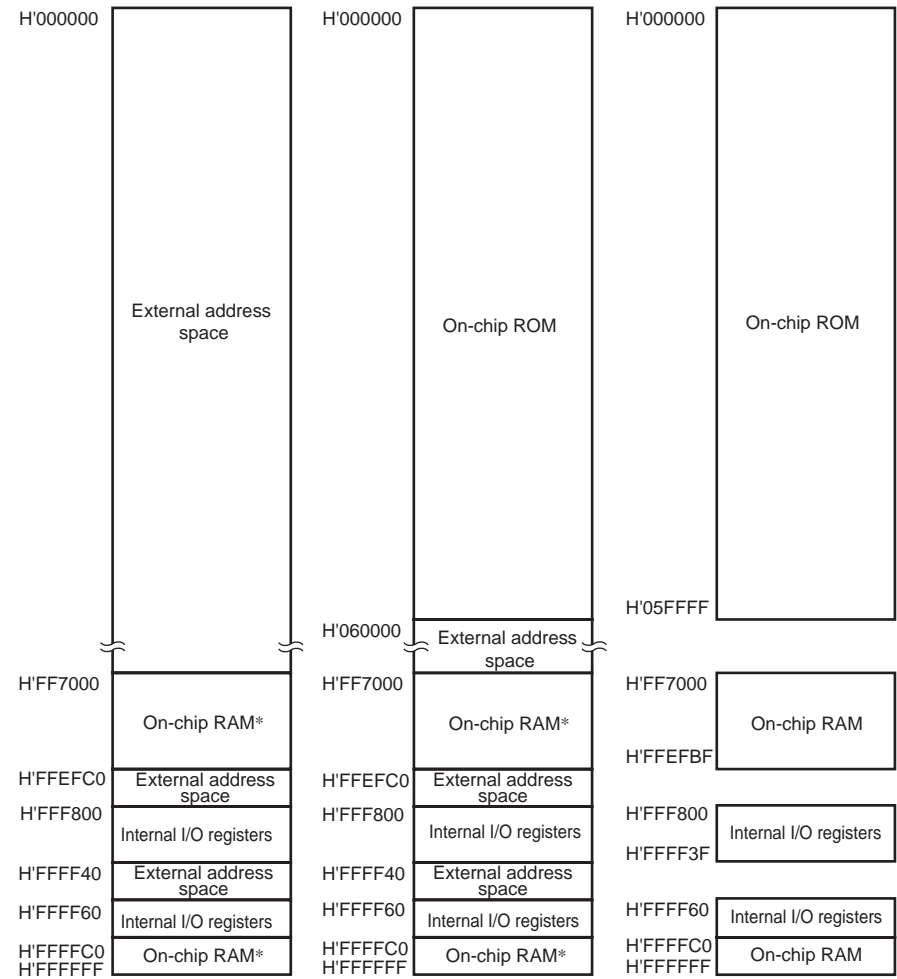 H'000000
External address
space
H'FF7000
On-chip RAM*
H'FFEFC0
External address
space
H'FFF800
Internal I/O registers
H'FFFF40
External address
space
H'FFFF60
Internal I/O registers
H'FFFFC0
On-chip RAM*
H'FFFFFF
H'000000
On-chip ROM
H'060000
External address
space
H'FF7000
On-chip RAM*
H'FFEFC0
External address
space
H'FFF800
Internal I/O registers
H'FFFF40
External address
space
H'FFFF60
Internal I/O registers
H'FFFFC0
On-chip RAM*
H'FFFFFF
H'000000
On-chip ROM
H'05FFFF
H'FF7000
On-chip RAM
H'FFEFBF
H'FFF800
Internal I/O registers
H'FFFF3F
H'FFFF60
Internal I/O registers
H'FFFFC0
On-chip RAM
H'FFFFFF